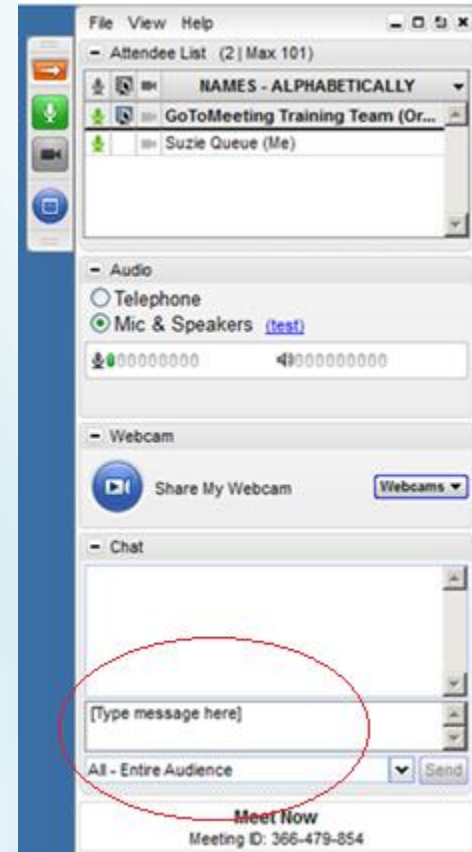 File View Help
- Attendee List (2 | Max 101)
NAMES - ALPHABETICALLY
GoToMeeting Training Team (Or...
Suzie Queue (Me)
- Audio
Telephone
Mic & Speakers (test)
- Webcam
Share My Webcam
Webcams
- Chat
[Type message here]
All - Entire Audience
Send
Meet Now
Meeting ID: 366-479-854